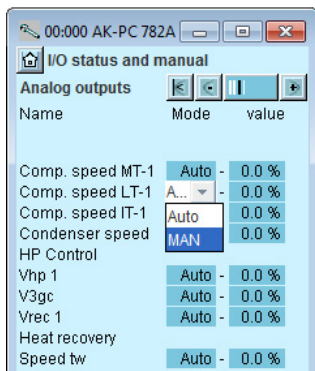 00:000 AK-PC 782A
I/O status and manual
Analog outputs
Name Mode value
Comp. speed MT-1 Auto - 0.0 %
Comp. speed LT-1 A... - 0.0 %
Comp. speed IT-1 Auto 0.0 %
Condenser speed MAN 0.0 %
HP Control
Vhp 1 Auto - 0.0 %
V3gc Auto - 0.0 %
Vrec 1 Auto - 0.0 %
Heat recovery
Speed tw Auto - 0.0 %